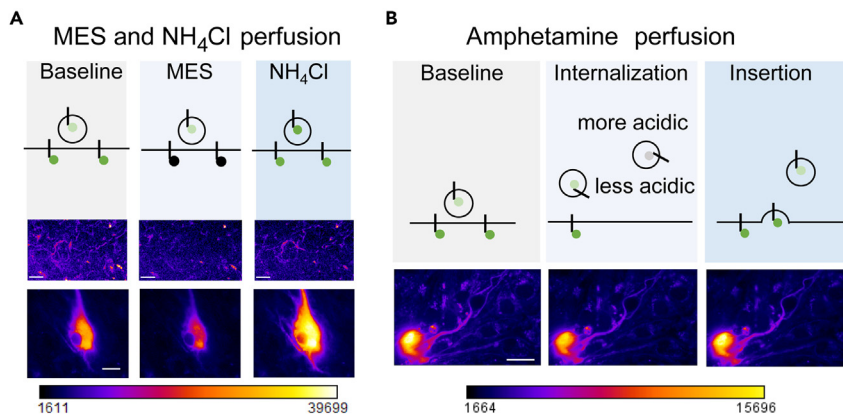 A
MES and NH₄Cl perfusion
Baseline MES NH₄Cl
1611 39699
B
Amphetamine perfusion
Baseline Internalization Insertion
more acidic
less acidic
1664 15696